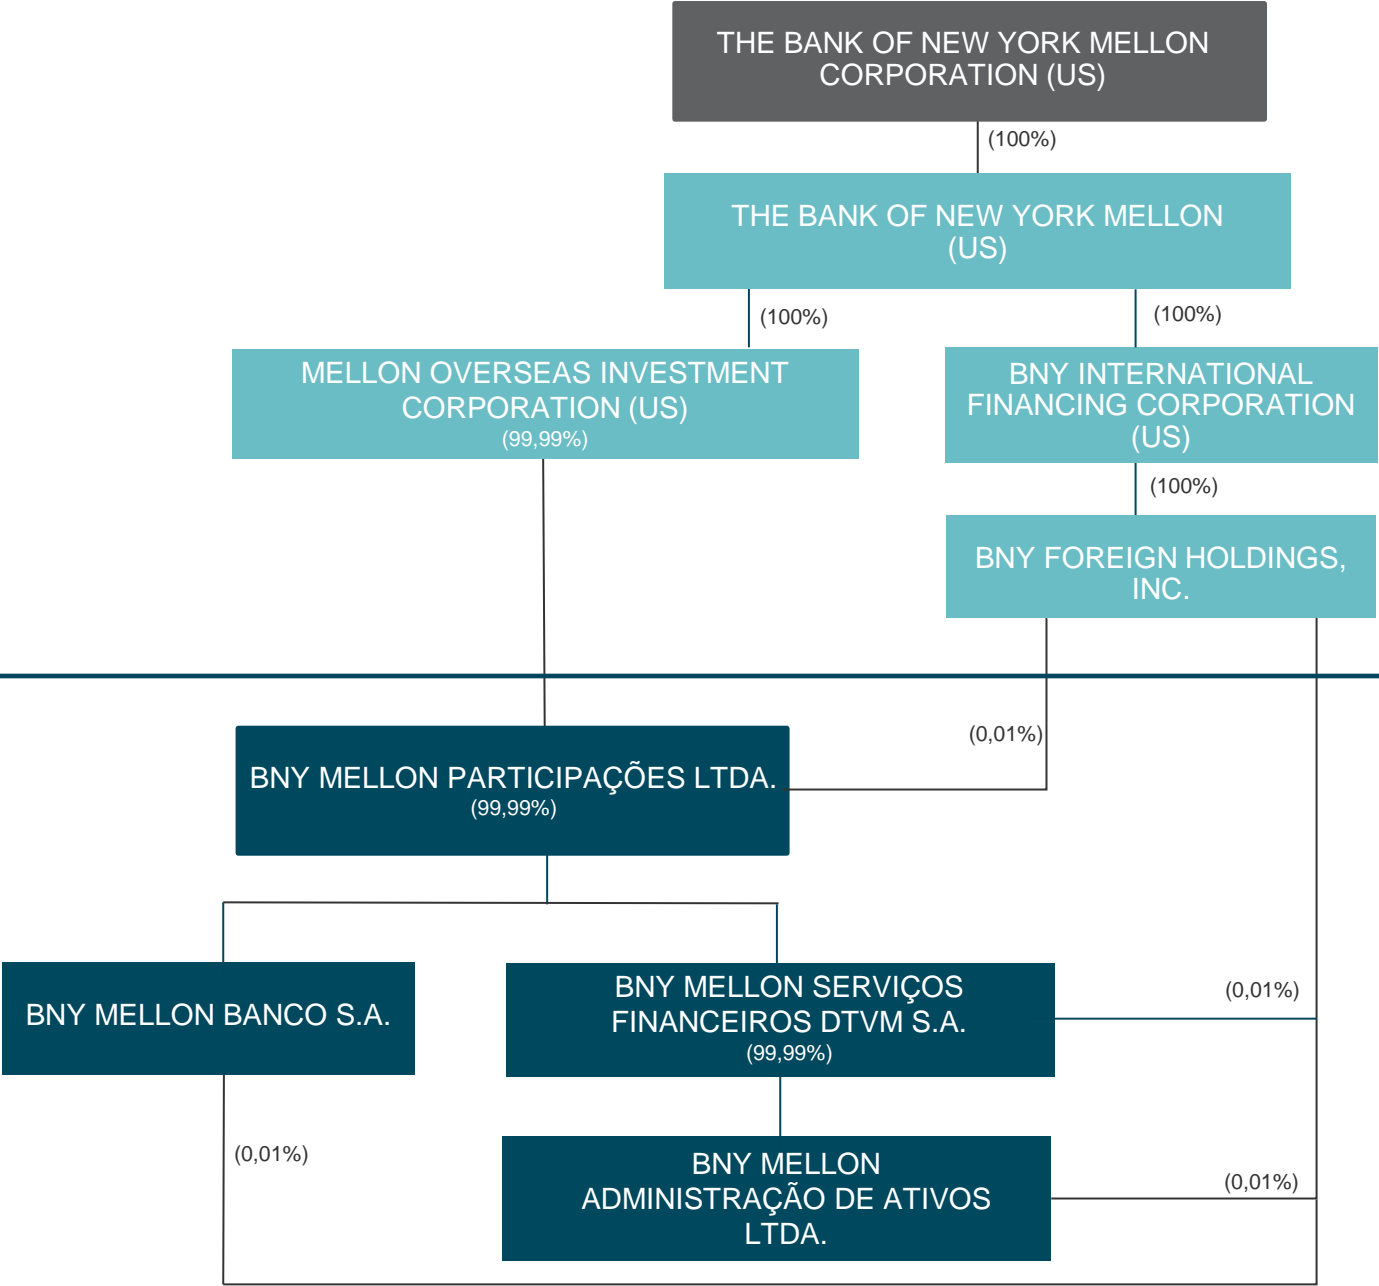 THE BANK OF NEW YORK MELLON
CORPORATION (US)
(100%)
THE BANK OF NEW YORK MELLON
(US)
(100%)
(100%)
MELLON OVERSEAS INVESTMENT
CORPORATION (US)
(99,99%)
BNY INTERNATIONAL
FINANCING CORPORATION
(US)
(100%)
BNY FOREIGN HOLDINGS,
INC.
(0,01%)
BNY MELLON PARTICIPAÇÕES LTDA.
(99,99%)
BNY MELLON BANCO S.A.
BNY MELLON SERVIÇOS
FINANCEIROS DTVM S.A.
(99,99%)
(0,01%)
(0,01%)
BNY MELLON
ADMINISTRAÇÃO DE ATIVOS
LTDA.
(0,01%)